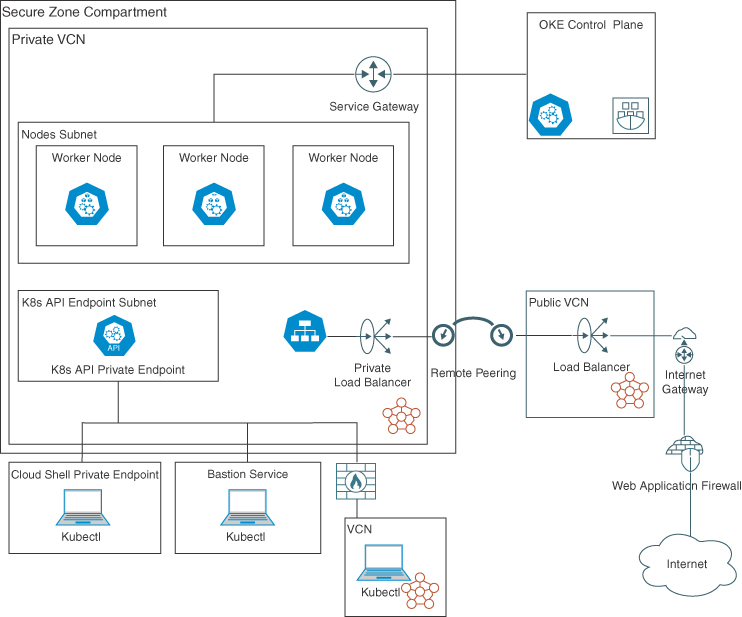 Secure Zone Compartment
Private VCN
OKE Control Plane
Service Gateway
Nodes Subnet
Worker Node
Worker Node
Worker Node
K8s API Endpoint Subnet
API
K8s API Private Endpoint
Private
Load Balancer
Remote Peering
Public VCN
Load Balancer
Internet
Gateway
Web Application Firewall
Internet
Cloud Shell Private Endpoint
Kubectl
Bastion Service
Kubectl
VCN
Kubectl